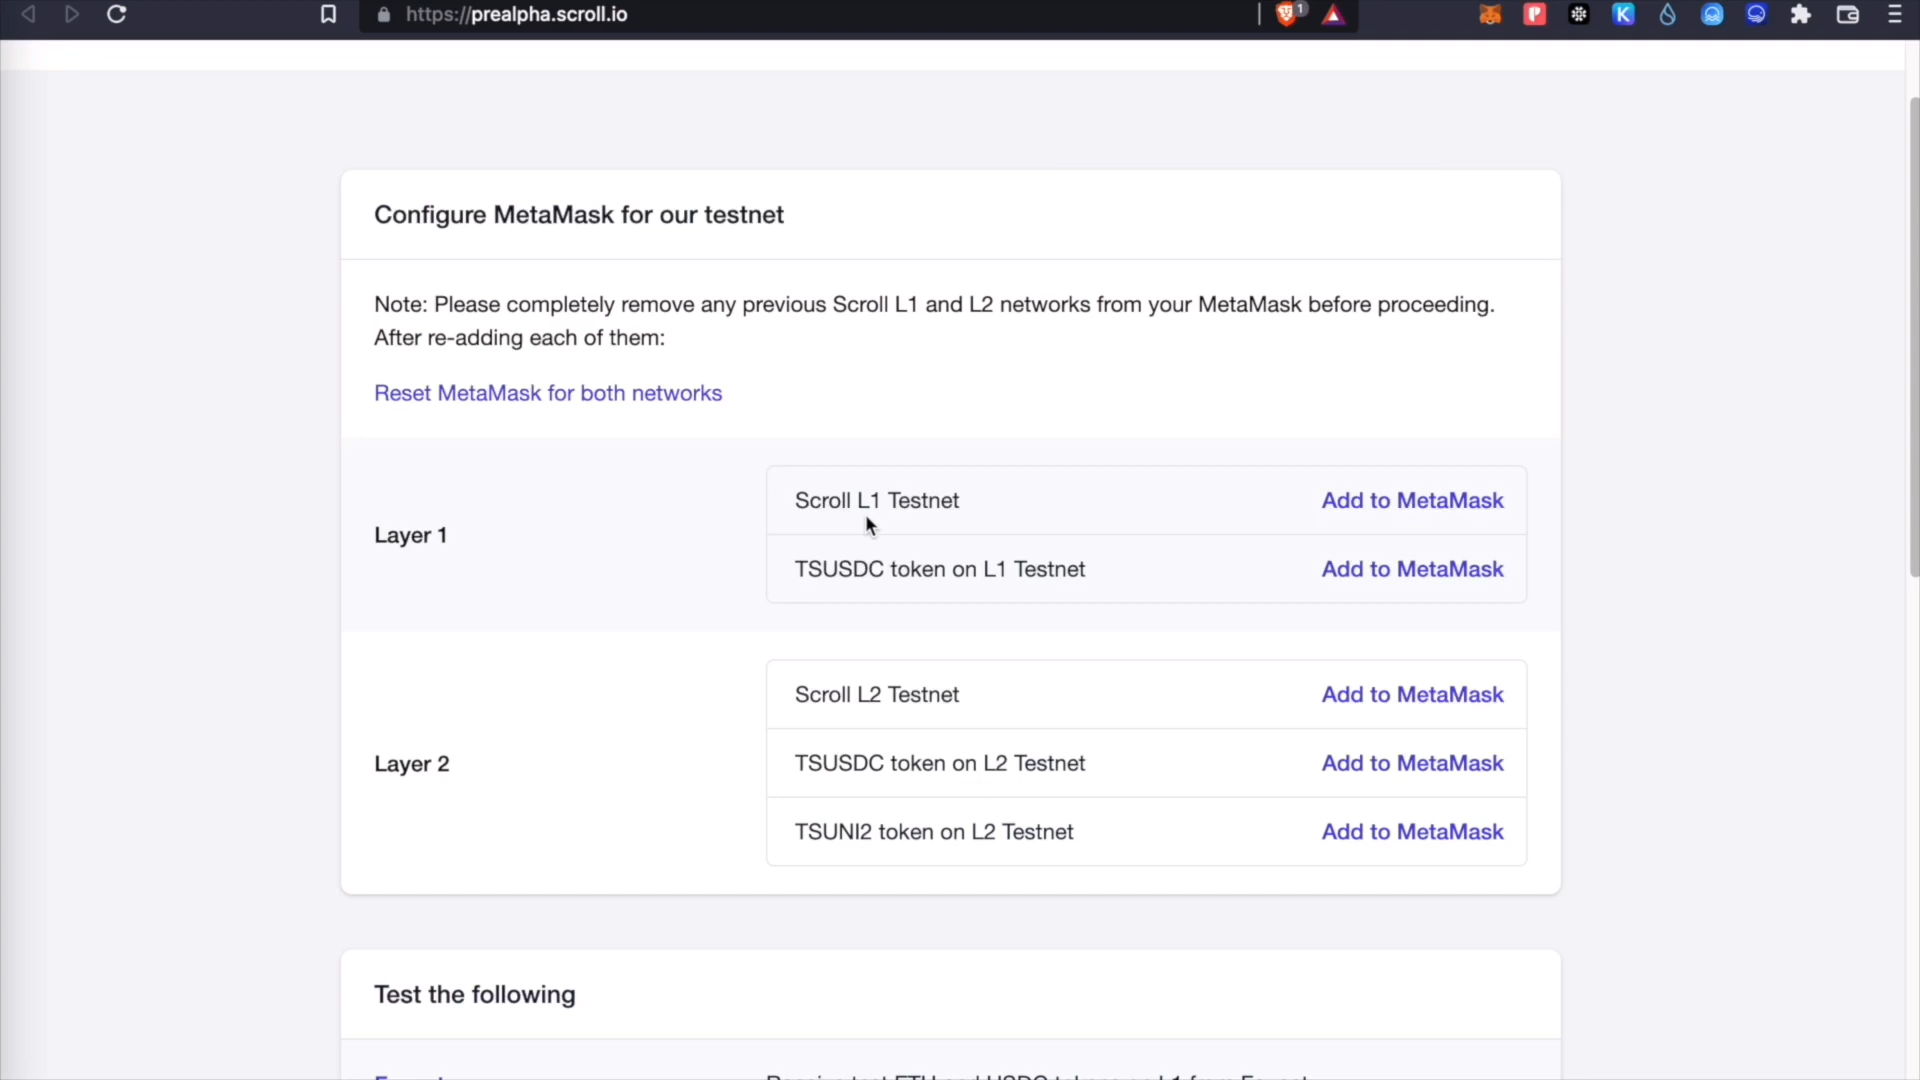 https://prealpha.scroll.io
1
Configure MetaMask for our testnet
Note: Please completely remove any previous Scroll L1 and L2 networks from your MetaMask before proceeding.
After re-adding each of them:
Reset MetaMask for both networks
Layer 1
Scroll L1 Testnet Add to MetaMask
TSUSDC token on L1 Testnet Add to MetaMask
Layer 2
Scroll L2 Testnet Add to MetaMask
TSUSDC token on L2 Testnet Add to MetaMask
TSUNI2 token on L2 Testnet Add to MetaMask
Test the following